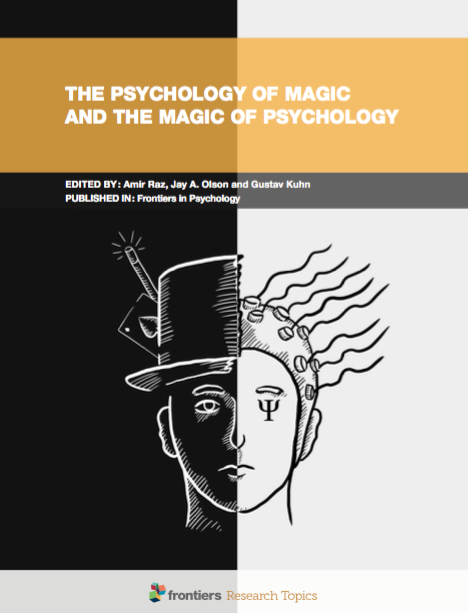 THE PSYCHOLOGY OF MAGIC
AND THE MAGIC OF PSYCHOLOGY
EDITED BY: Amir Raz, Jay A. Olson and Gustav Kuhn
PUBLISHED IN: Frontiers in Psychology
Ψ
frontiers Research Topics